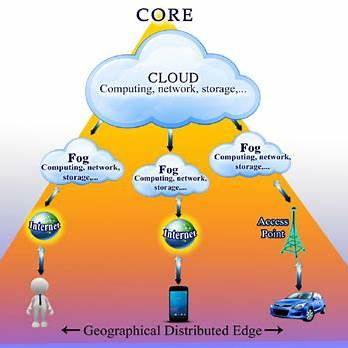 CORE
CLOUD
Computing, network, storage,...
Fog
Computing, network,
storage,...
Fog
Computing, network,
storage,...
Fog
Computing, network,
storage,...
Internet
Internet
Access
Point
Geographical Distributed Edge